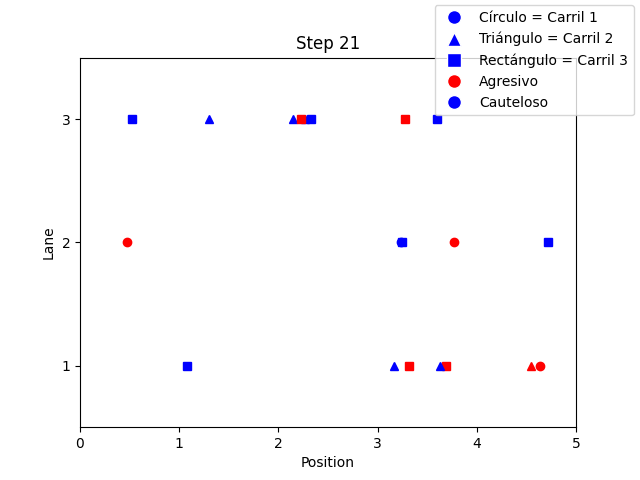 Step 21
Círculo = Carril 1
Triángulo = Carril 2
Rectángulo = Carril 3
Agresivo
Cauteloso
Lane
3
2
1
0 1 2 3 4 5
Position